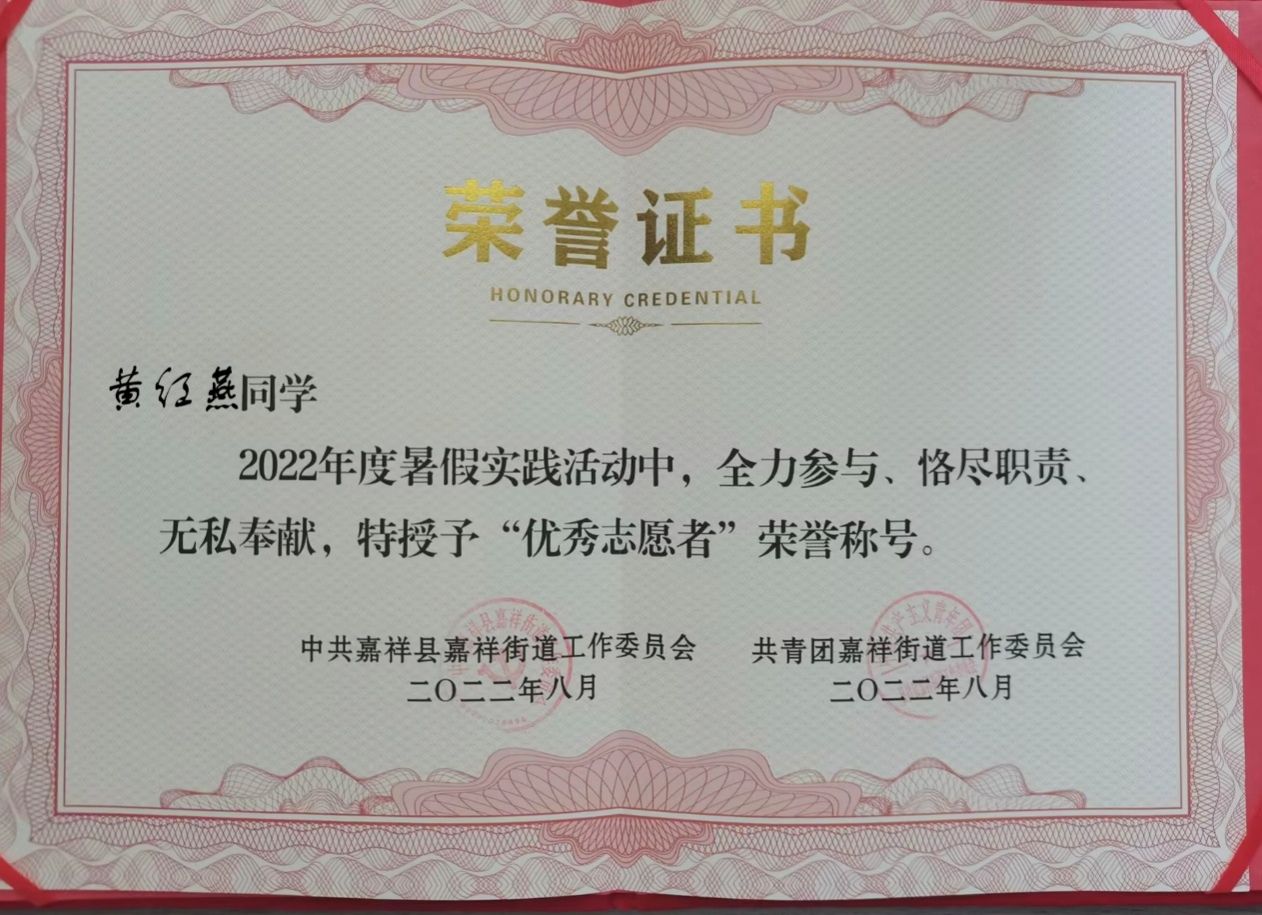 荣誉证书
HONORARY CREDENTIAL
黄红燕同学
2022年度暑假实践活动中，全力参与、恪尽职责、
无私奉献，特授予“优秀志愿者”荣誉称号。
中共嘉祥县嘉祥街道工作委员会
二〇二二年八月
共青团嘉祥街道工作委员会
二〇二二年八月